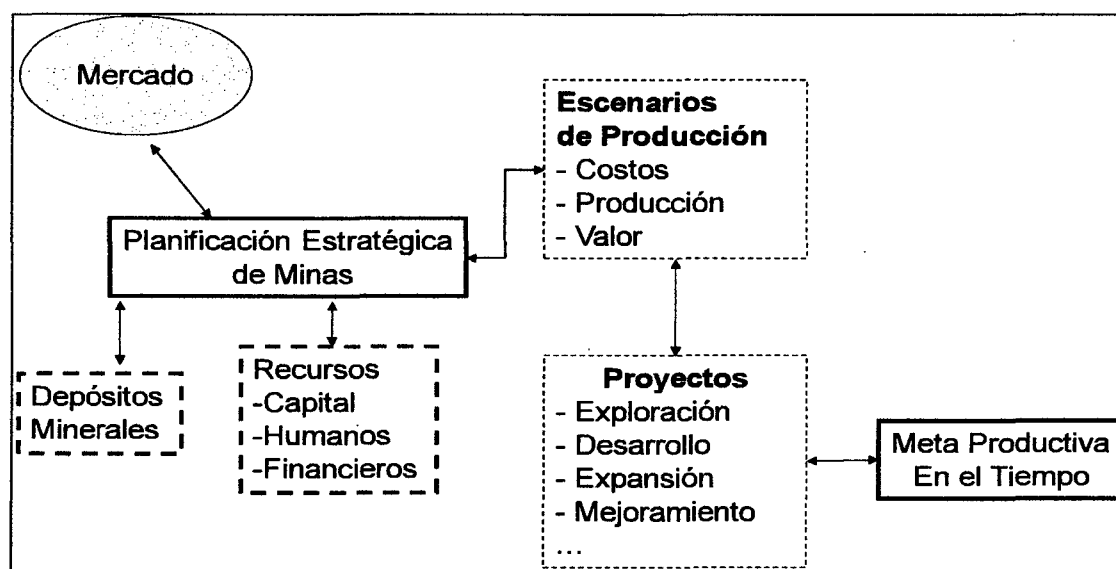 Mercado
Escenarios
de Producción
- Costos
- Producción
- Valor
Planificación Estratégica
de Minas
Depósitos
Minerales
Recursos
-Capital
-Humanos
-Financieros
Proyectos
- Exploración
- Desarrollo
- Expansión
- Mejoramiento
...
Meta Productiva
En el Tiempo